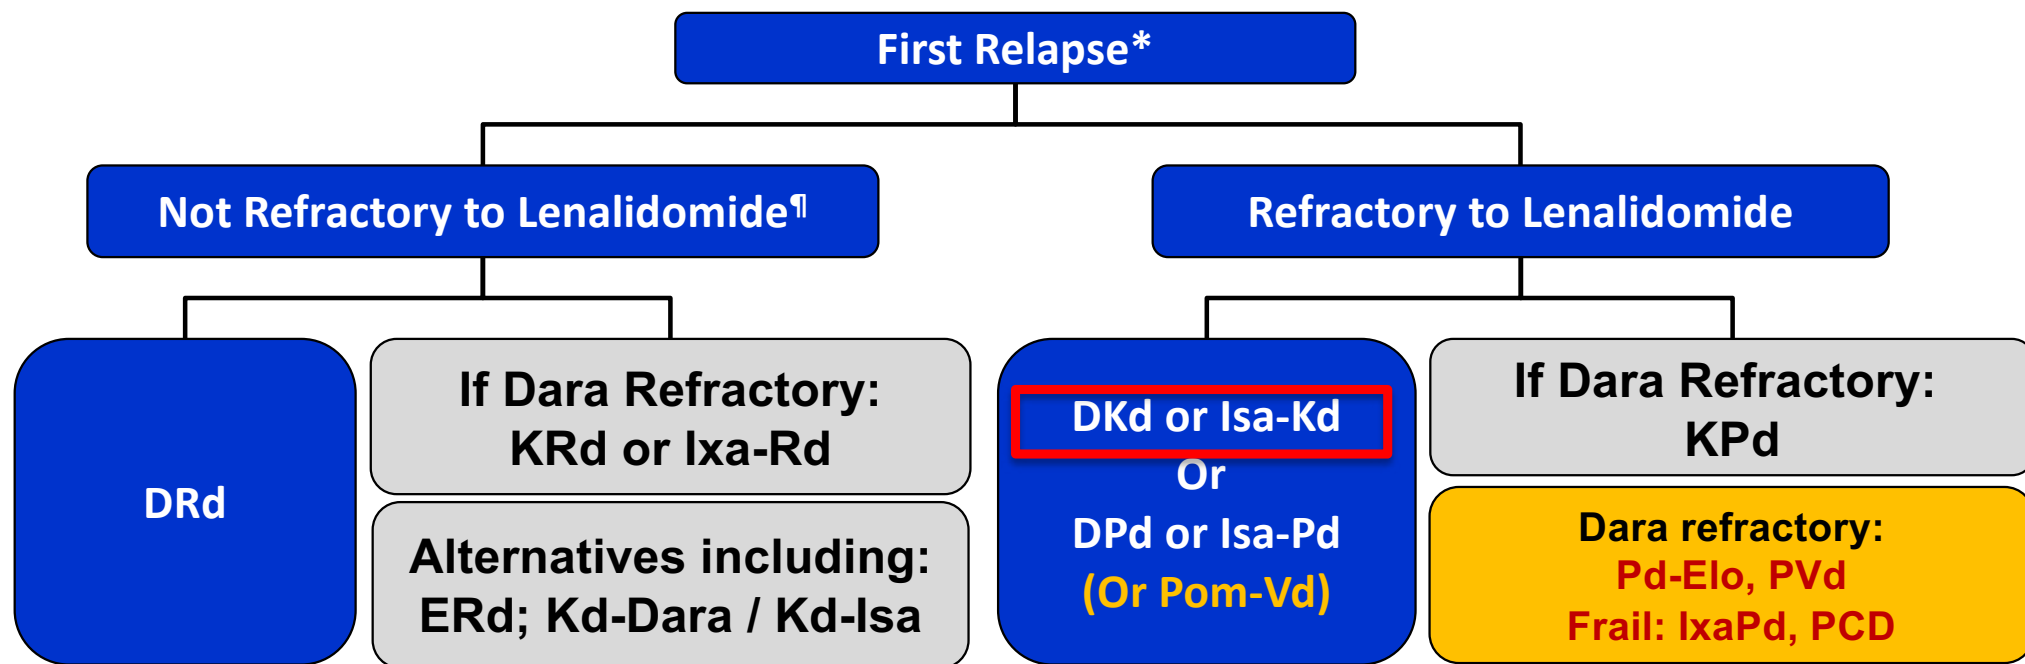 First Relapse*
Not Refractory to Lenalidomide¶
Refractory to Lenalidomide
DRd
If Dara Refractory:
KRd or Ixa-Rd
Alternatives including:
ERd; Kd-Dara / Kd-Isa
DKd or Isa-Kd
Or
DPd or Isa-Pd
(Or Pom-Vd)
If Dara Refractory:
KPd
Dara refractory:
Pd-Elo, PVd
Frail: IxaPd, PCD